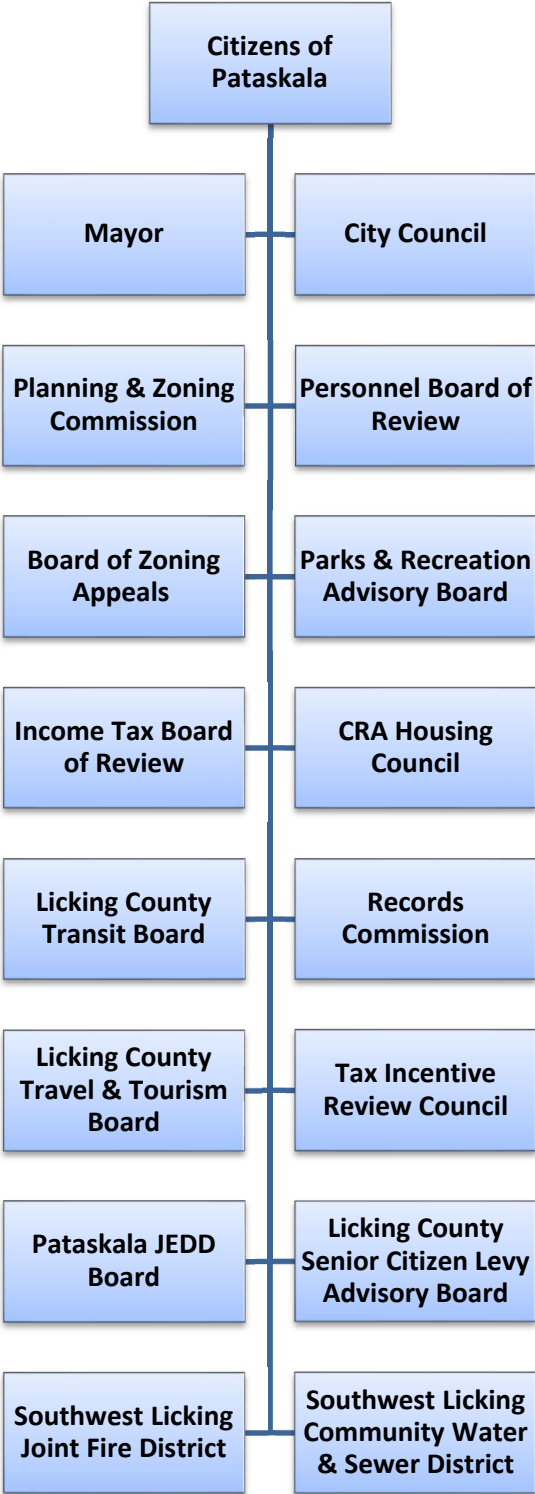 Citizens of
Pataskala
Mayor
City Council
Planning & Zoning
Commission
Personnel Board of
Review
Board of Zoning
Appeals
Parks & Recreation
Advisory Board
Income Tax Board
of Review
CRA Housing
Council
Licking County
Transit Board
Records
Commission
Licking County
Travel & Tourism
Board
Tax Incentive
Review Council
Pataskala JEDD
Board
Licking County
Senior Citizen Levy
Advisory Board
Southwest Licking
Joint Fire District
Southwest Licking
Community Water
& Sewer District